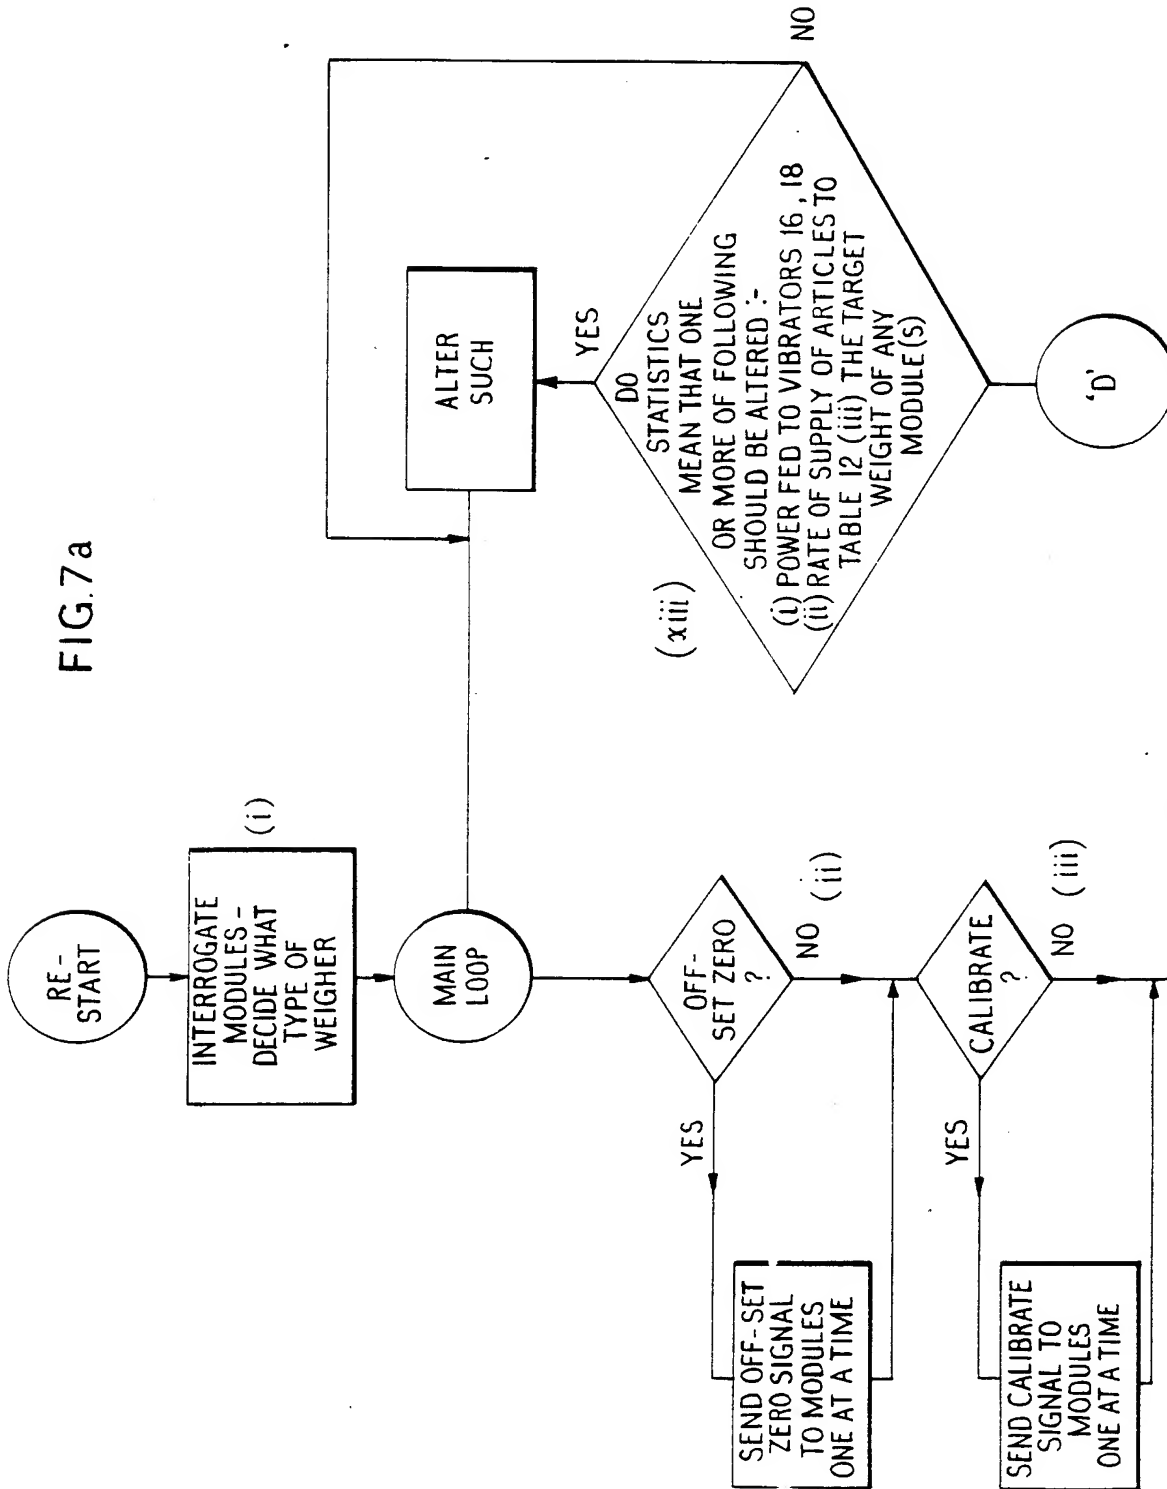 FIG.7a
RE-
START
INTERROGATE
MODULES-
DECIDE WHAT
TYPE OF
WEIGHER
(i)
MAIN
LOOP
OFF-
SET ZERO
?
YES
NO
(ii)
SEND OFF-SET
ZERO SIGNAL
TO MODULES
ONE AT A TIME
CALIBRATE
?
YES
NO
(iii)
SEND CALIBRATE
SIGNAL TO
MODULES
ONE AT A TIME
ALTER
SUCH
YES
(xiii)
DO
STATISTICS
MEAN THAT ONE
OR MORE OF FOLLOWING
SHOULD BE ALTERED :-
(i) POWER FED TO VIBRATORS 16, 18
(ii) RATE OF SUPPLY OF ARTICLES TO
TABLE 12 (iii) THE TARGET
WEIGHT OF ANY
MODULE(S)
NO
'D'